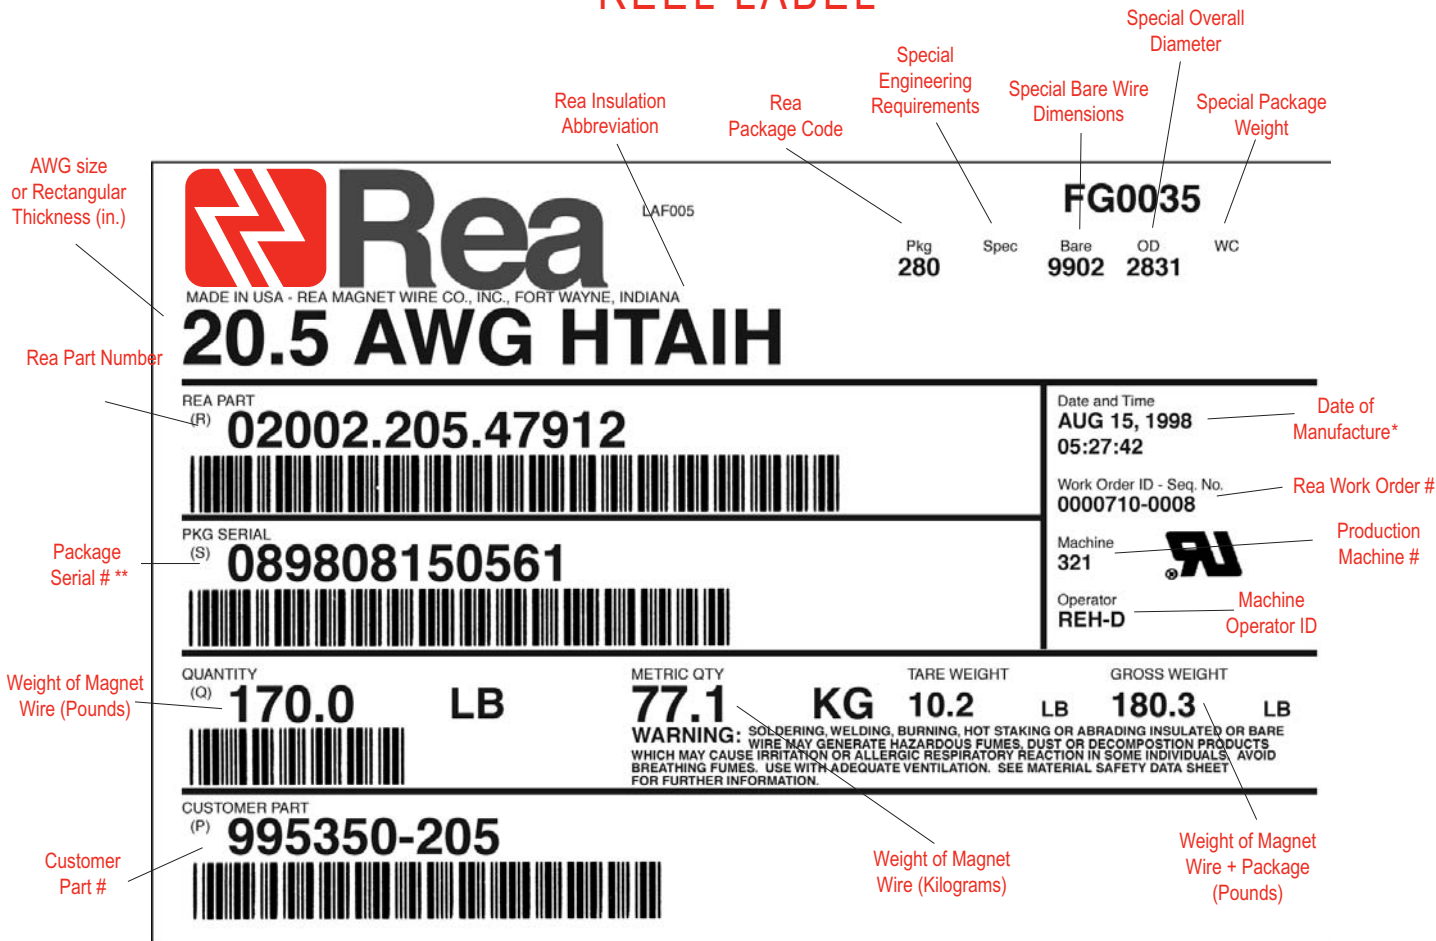 REEL LABEL
Special Overall
Diameter
Special
Engineering
Requirements
Special Bare Wire
Dimensions
Special Package
Weight
Rea Insulation
Abbreviation
Rea
Package Code
AWG size
or Rectangular
Thickness (in.)
Rea
LAF005
FG0035
Pkg Spec Bare OD WC
280 9902 2831
MADE IN USA - REA MAGNET WIRE CO., INC., FORT WAYNE, INDIANA
20.5 AWG HTAIH
Rea Part Number
REA PART
(R) 02002.205.47912
Date and Time
AUG 15, 1998
05:27:42
Date of
Manufacture*
Work Order ID - Seq. No.
0000710-0008
Rea Work Order #
PKG SERIAL
(S) 089808150561
Package
Serial # **
Machine
321
Production
Machine #
Operator
REH-D
Machine
Operator ID
Weight of Magnet
Wire (Pounds)
QUANTITY
(Q) 170.0 LB
METRIC QTY
77.1 KG
TARE WEIGHT
10.2 LB
GROSS WEIGHT
180.3 LB
WARNING: SOLDERING, WELDING, BURNING, HOT STAKING OR ABRADING INSULATED OR BARE
WIRE MAY GENERATE HAZARDOUS FUMES, DUST OR DECOMPOSTION PRODUCTS
WHICH MAY CAUSE IRRITATION OR ALLERGIC RESPIRATORY REACTION IN SOME INDIVIDUALS. AVOID
BREATHING FUMES. USE WITH ADEQUATE VENTILATION. SEE MATERIAL SAFETY DATA SHEET
FOR FURTHER INFORMATION.
CUSTOMER PART
(P) 995350-205
Customer
Part #
Weight of Magnet
Wire (Kilograms)
Weight of Magnet
Wire + Package
(Pounds)